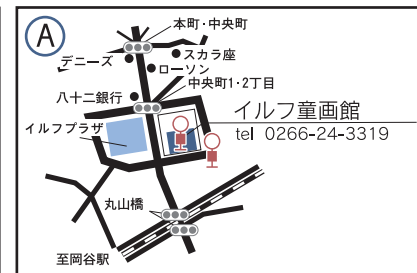 A
本町・中央町
デニーズ
スカラ座
ローソン
中央町1・2丁目
八十二銀行
イルフ童画館
tel 0266-24-3319
イルフプラザ
丸山橋
至岡谷駅